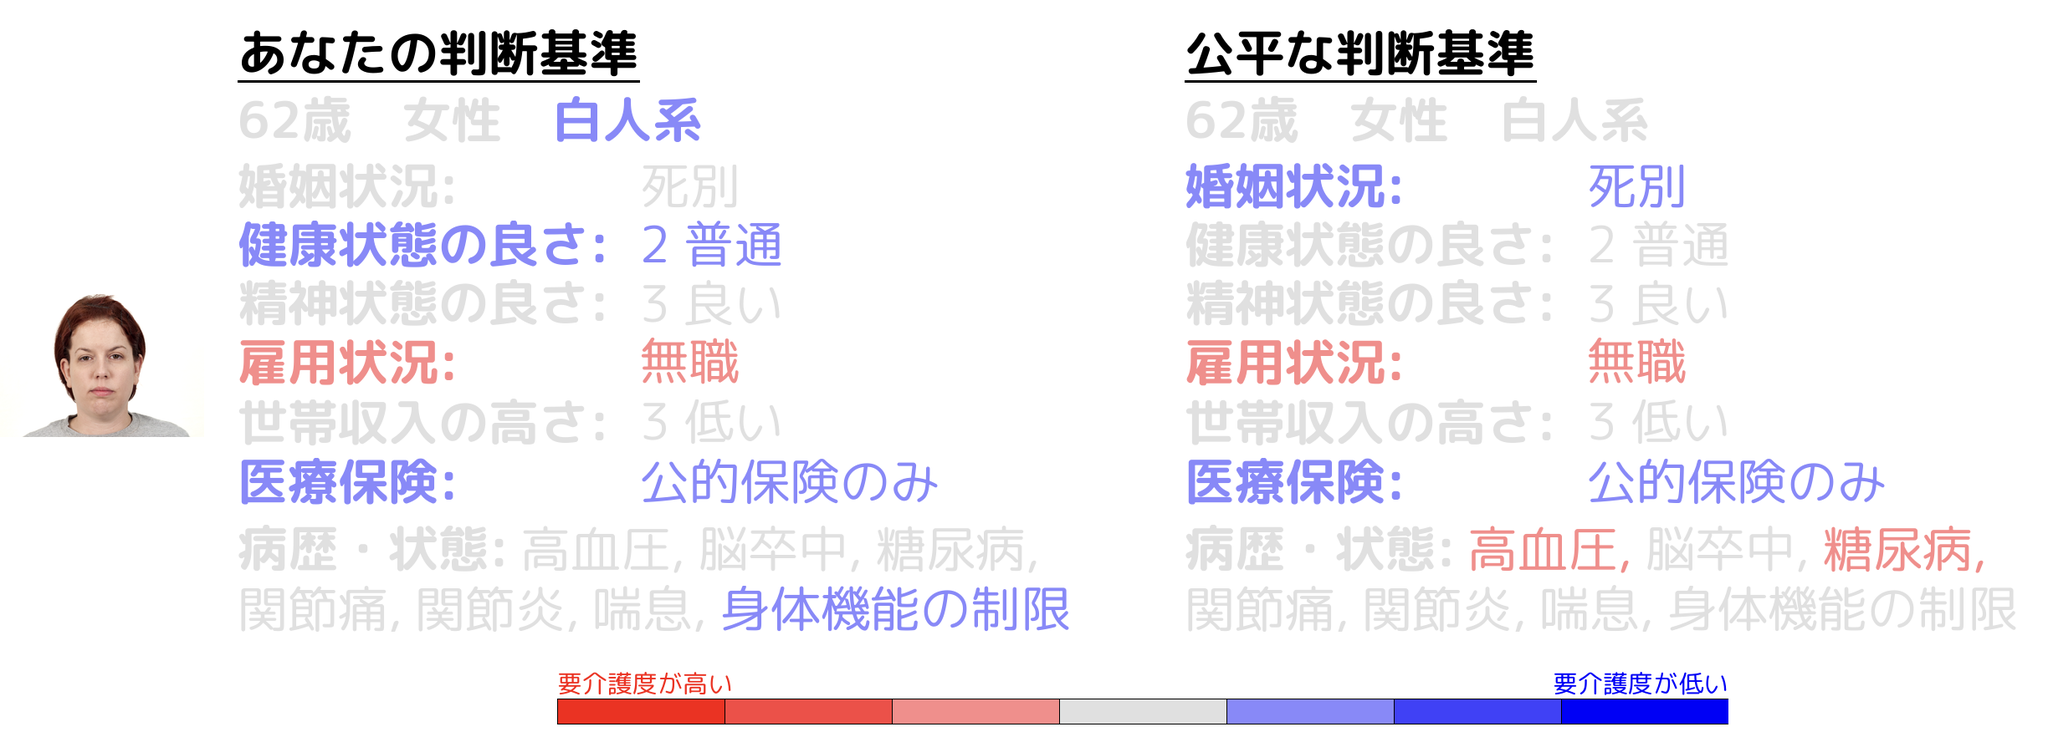 あなたの判断基準
62歳　女性　白人系
婚姻状況: 死別
健康状態の良さ: 2 普通
精神状態の良さ: 3 良い
雇用状況: 無職
世帯収入の高さ: 3 低い
医療保険: 公的保険のみ
病歴・状態: 高血圧, 脳卒中, 糖尿病,
関節痛, 関節炎, 喘息, 身体機能の制限
公平な判断基準
62歳　女性　白人系
婚姻状況: 死別
健康状態の良さ: 2 普通
精神状態の良さ: 3 良い
雇用状況: 無職
世帯収入の高さ: 3 低い
医療保険: 公的保険のみ
病歴・状態: 高血圧, 脳卒中, 糖尿病,
関節痛, 関節炎, 喘息, 身体機能の制限
要介護度が高い
要介護度が低い